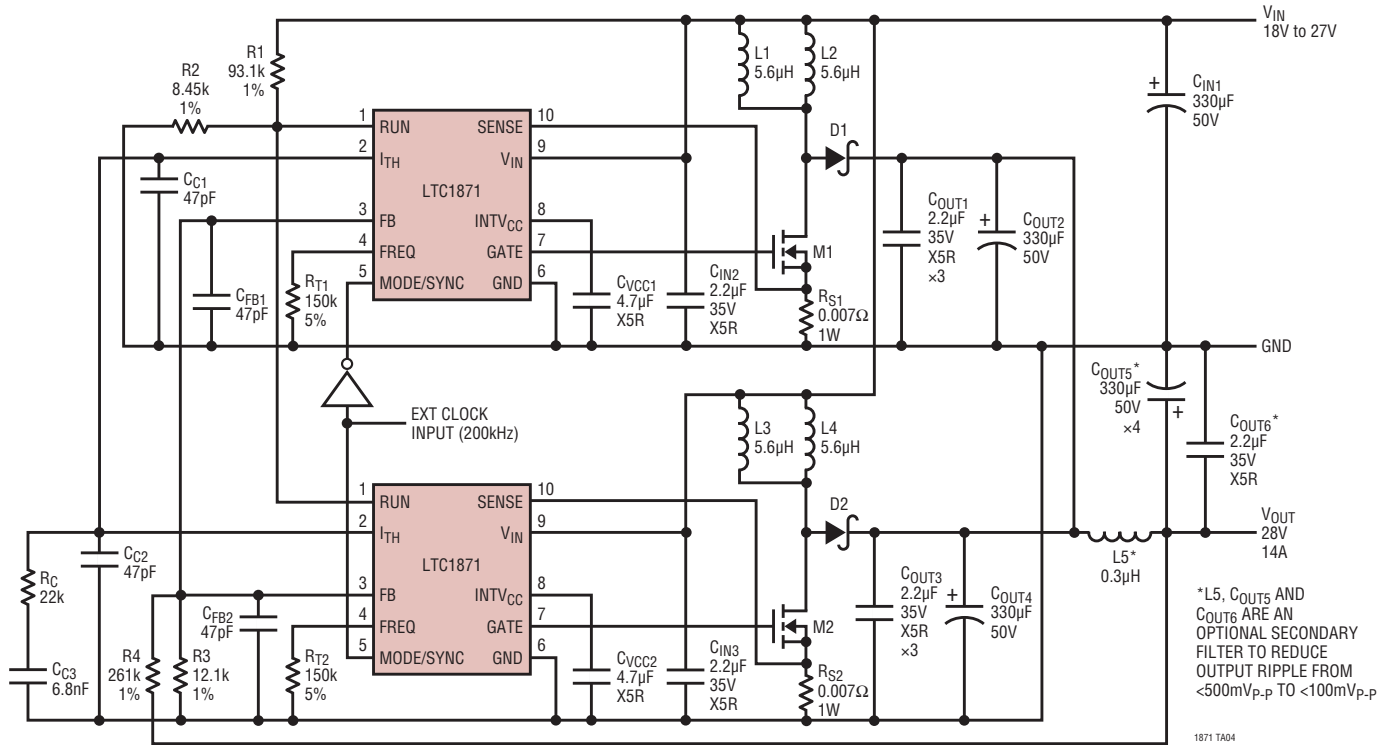 VIN
18V to 27V
R1
93.1k
1%
R2
8.45k
1%
L1
5.6µH
L2
5.6µH
CIN1
330µF
50V
+
1
RUN
SENSE
10
2
ITH
VIN
9
LTC1871
3
FB
INTVCC
8
4
FREQ
GATE
7
5
MODE/SYNC
GND
6
CC1
47pF
CFB1
47pF
RT1
150k
5%
CVCC1
4.7µF
X5R
CIN2
2.2µF
35V
X5R
D1
M1
RS1
0.007Ω
1W
COUT1
2.2µF
35V
X5R
×3
+
COUT2
330µF
50V
GND
COUT5*
330µF
50V
×4
+
COUT6*
2.2µF
35V
X5R
EXT CLOCK
INPUT (200kHz)
L3
5.6µH
L4
5.6µH
1
RUN
SENSE
10
2
ITH
VIN
9
LTC1871
3
FB
INTVCC
8
4
FREQ
GATE
7
5
MODE/SYNC
GND
6
RC
22k
CC2
47pF
CC3
6.8nF
R4
261k
1%
R3
12.1k
1%
CFB2
47pF
RT2
150k
5%
CVCC2
4.7µF
X5R
CIN3
2.2µF
35V
X5R
D2
M2
RS2
0.007Ω
1W
COUT3
2.2µF
35V
X5R
×3
+
COUT4
330µF
50V
L5*
0.3µH
VOUT
28V
14A
*L5, COUT5 AND
COUT6 ARE AN
OPTIONAL SECONDARY
FILTER TO REDUCE
OUTPUT RIPPLE FROM
<500mVP-P TO <100mVP-P
1871 TA04